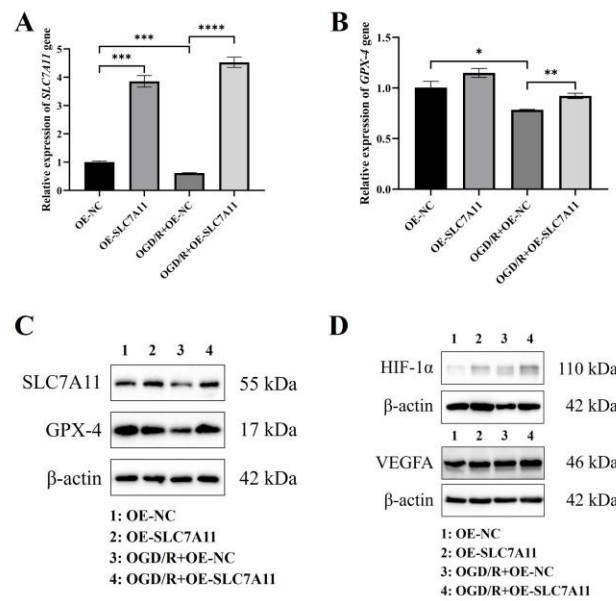 A
Relative expression of SLC7A11 gene
5
4
3
2
1
0
***
***
****
OE-NC
OE-SLC7A11
OGD/R+OE-NC
OGD/R+OE-SLC7A11
B
Relative expression of GPX-4 gene
1.5
1.0
0.5
0.0
*
**
OE-NC
OE-SLC7A11
OGD/R+OE-NC
OGD/R+OE-SLC7A11
C
1 2 3 4
SLC7A11 55 kDa
GPX-4 17 kDa
β-actin 42 kDa
1: OE-NC
2: OE-SLC7A11
3: OGD/R+OE-NC
4: OGD/R+OE-SLC7A11
D
1 2 3 4
HIF-1α 110 kDa
β-actin 42 kDa
1 2 3 4
VEGFA 46 kDa
β-actin 42 kDa
1: OE-NC
2: OE-SLC7A11
3: OGD/R+OE-NC
4: OGD/R+OE-SLC7A11